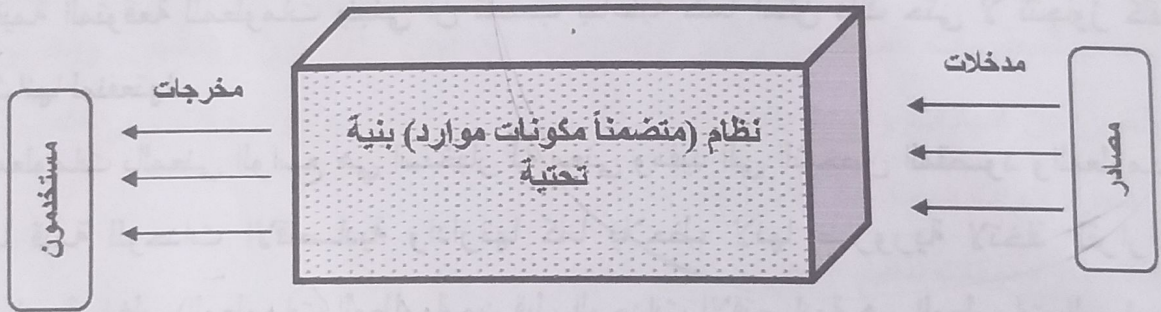 مصادر
مدخلات
نظام (متضمناً مكونات موارد) بنية
تحتية
مخرجات
مستخدمون